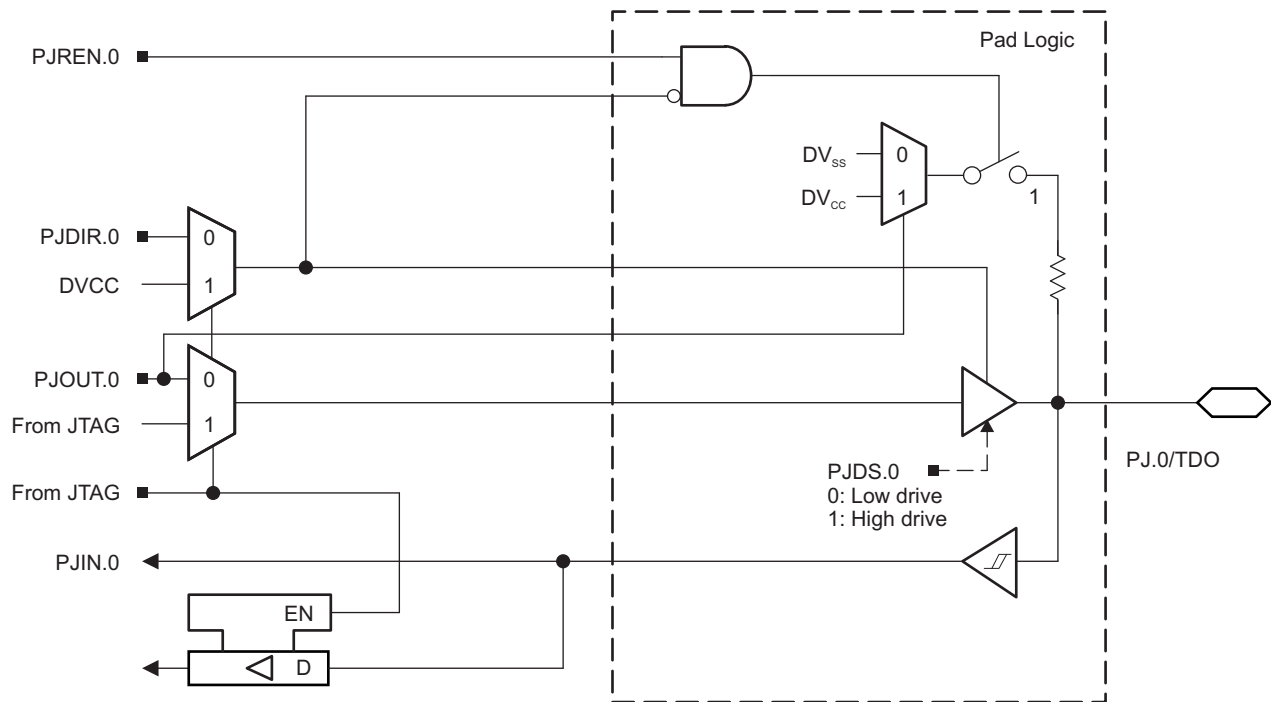 Pad Logic
PJREN.0
DVSS
0
DVCC
1
1
PJDIR.0
0
DVCC
1
PJOUT.0
0
From JTAG
1
PJDS.0
0: Low drive
1: High drive
PJ.0/TDO
From JTAG
PJIN.0
EN
D